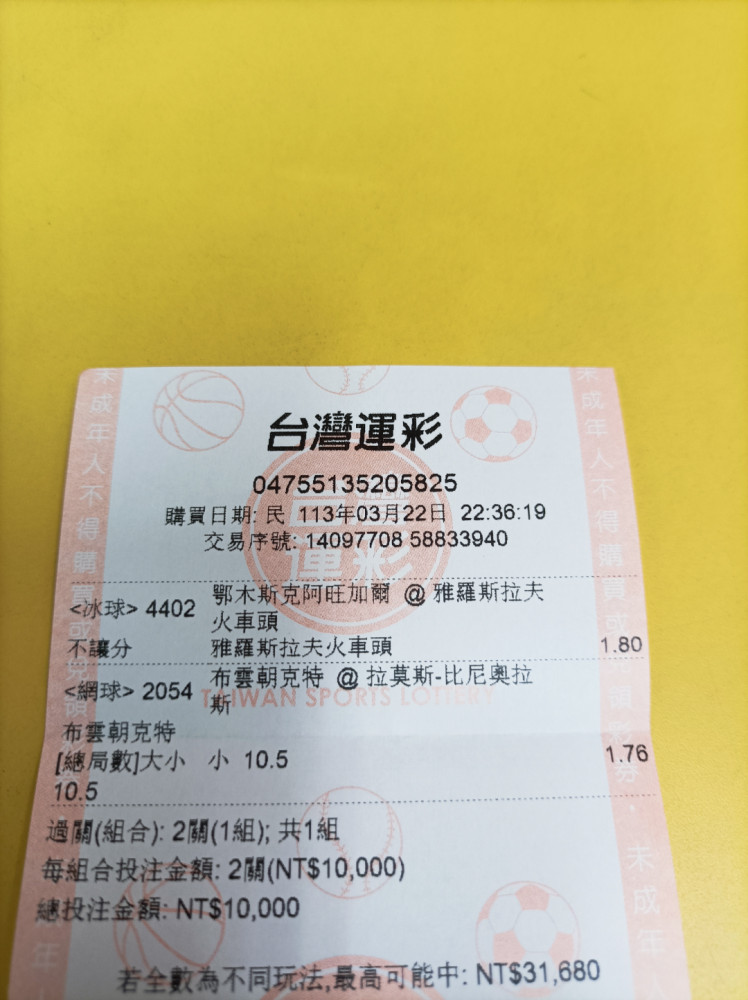 台灣運彩
04755135205825
購買日期: 民 113年03月22日 22:36:19
交易序號: 14097708 58833940
<冰球> 4402 鄂木斯克阿旺加爾 @ 雅羅斯拉夫
火車頭
不讓分 雅羅斯拉夫火車頭 1.80
<網球> 2054 布雲朝克特 @ 拉莫斯-比尼奧拉
斯
TAIWAN SPORTS LOTTERY
布雲朝克特
[總局數]大小 小 10.5 1.76
10.5
過關(組合): 2關(1組); 共1組
每組合投注金額: 2關(NT$10,000)
總投注金額: NT$10,000
若全數為不同玩法,最高可能中: NT$31,680
未成年人不得購買或兌領
未成年人不得購買或
未成年